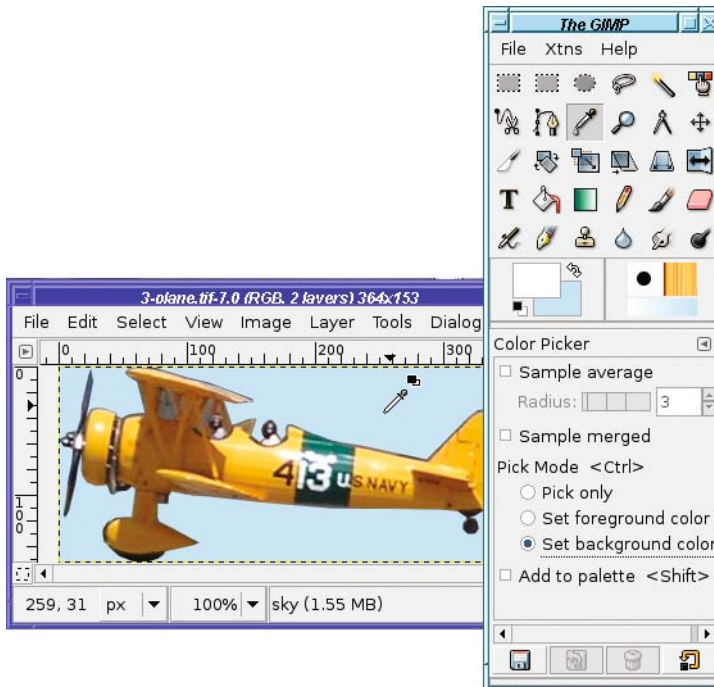 The GIMP
File Xtns Help
T
3-plane.tif-7.0 (RGB, 2 layers) 364x153
File Edit Select View Image Layer Tools Dialog
0 100 200 300
0
100
413 US NAVY
259, 31 px 100% sky (1.55 MB)
Color Picker
Sample average
Radius: 3
Sample merged
Pick Mode <Ctrl>
Pick only
Set foreground color
Set background color
Add to palette <Shift>